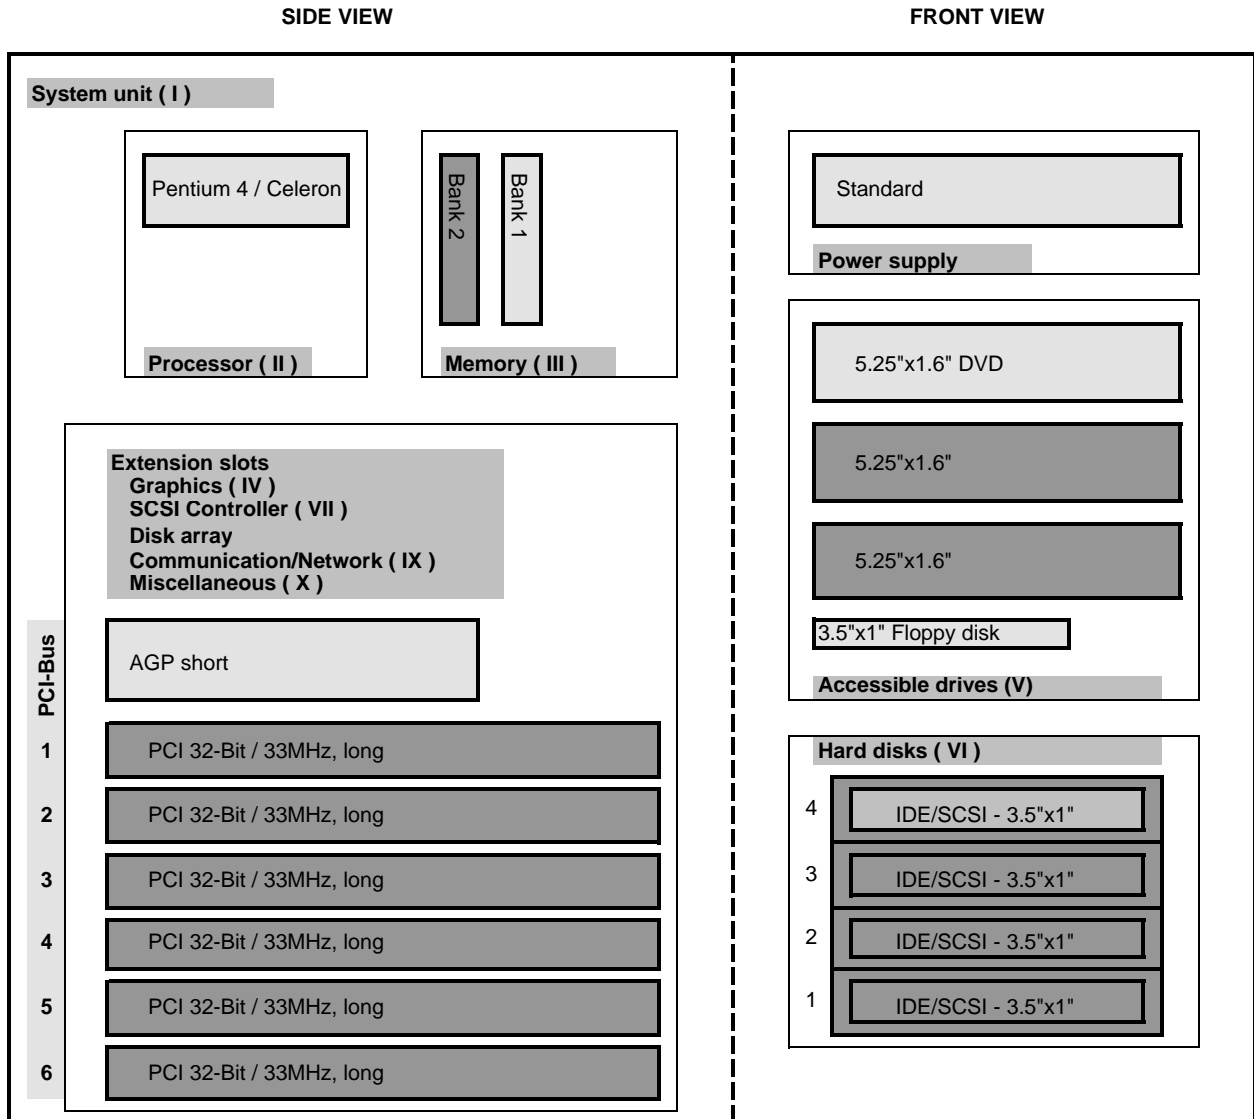 SIDE VIEW
FRONT VIEW
System unit ( I )
Pentium 4 / Celeron
Processor ( II )
Bank 2
Bank 1
Memory ( III )
Extension slots
Graphics ( IV )
SCSI Controller ( VII )
Disk array
Communication/Network ( IX )
Miscellaneous ( X )
PCI-Bus
AGP short
1 PCI 32-Bit / 33MHz, long
2 PCI 32-Bit / 33MHz, long
3 PCI 32-Bit / 33MHz, long
4 PCI 32-Bit / 33MHz, long
5 PCI 32-Bit / 33MHz, long
6 PCI 32-Bit / 33MHz, long
Standard
Power supply
5.25"x1.6" DVD
5.25"x1.6"
5.25"x1.6"
3.5"x1" Floppy disk
Accessible drives (V)
Hard disks ( VI )
4 IDE/SCSI - 3.5"x1"
3 IDE/SCSI - 3.5"x1"
2 IDE/SCSI - 3.5"x1"
1 IDE/SCSI - 3.5"x1"